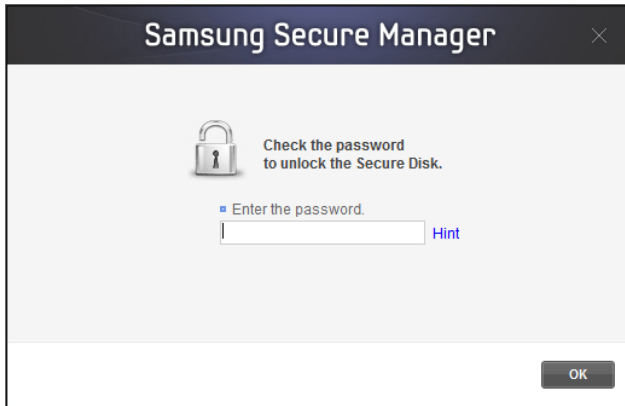 Samsung Secure Manager
Check the password
to unlock the Secure Disk.
Enter the password.
Hint
OK